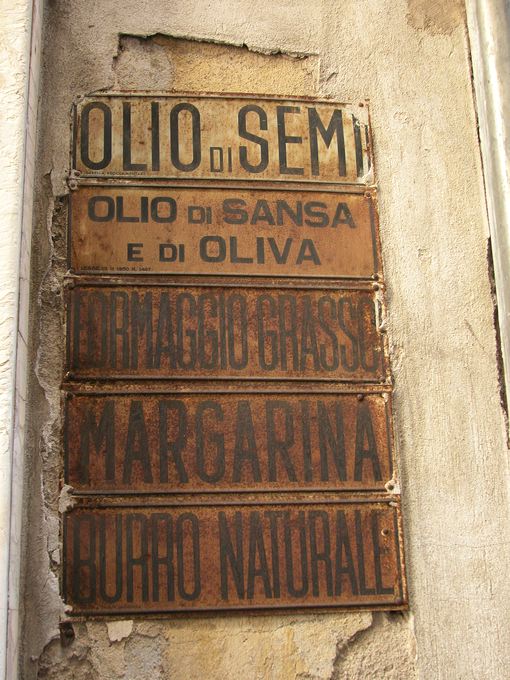 OLIO DI SEMI
OLIO DI SANSA
E DI OLIVA
FORMAGGIO GRASSO
MARGARINA
BURRO NATURALE